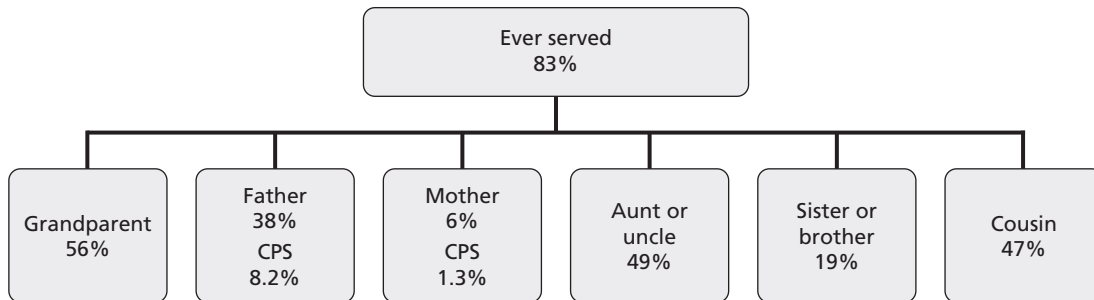 Ever served
83%
Grandparent
56%
Father
38%
CPS
8.2%
Mother
6%
CPS
1.3%
Aunt or
uncle
49%
Sister or
brother
19%
Cousin
47%